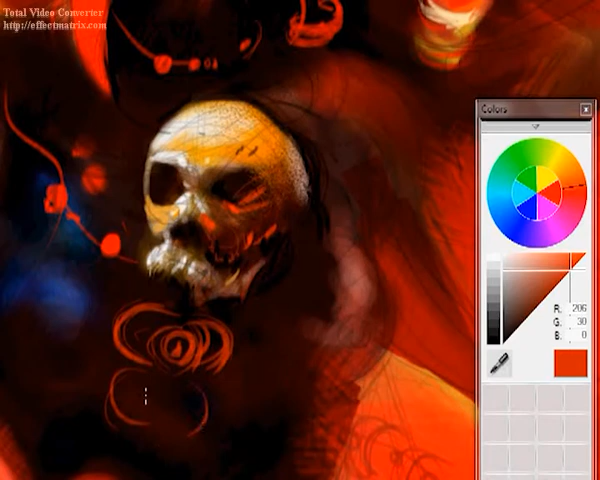 Total Video Converter
http://effectmatrix.com
Colors
R: 206
G: 30
B: 0